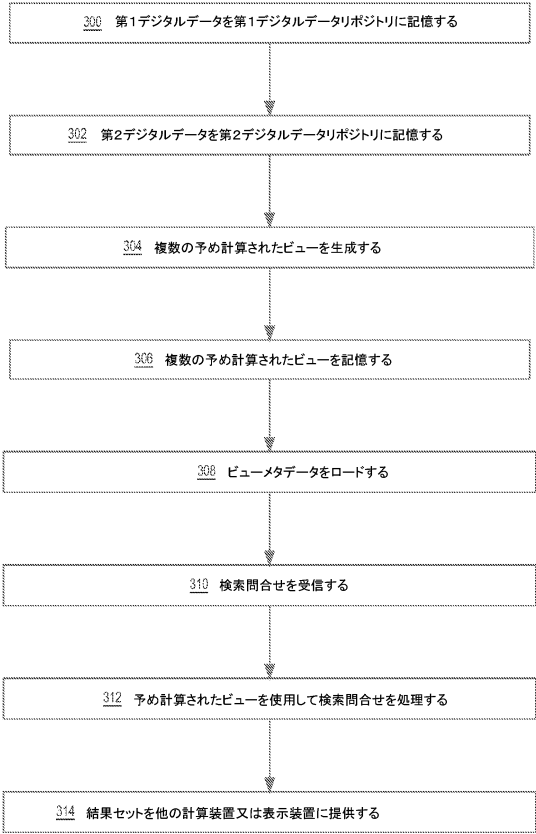 300 第１デジタルデータを第１デジタルデータリポジトリに記憶する
302 第２デジタルデータを第２デジタルデータリポジトリに記憶する
304 複数の予め計算されたビューを生成する
306 複数の予め計算されたビューを記憶する
308 ビューメタデータをロードする
310 検索問合せを受信する
312 予め計算されたビューを使用して検索問合せを処理する
314 結果セットを他の計算装置又は表示装置に提供する